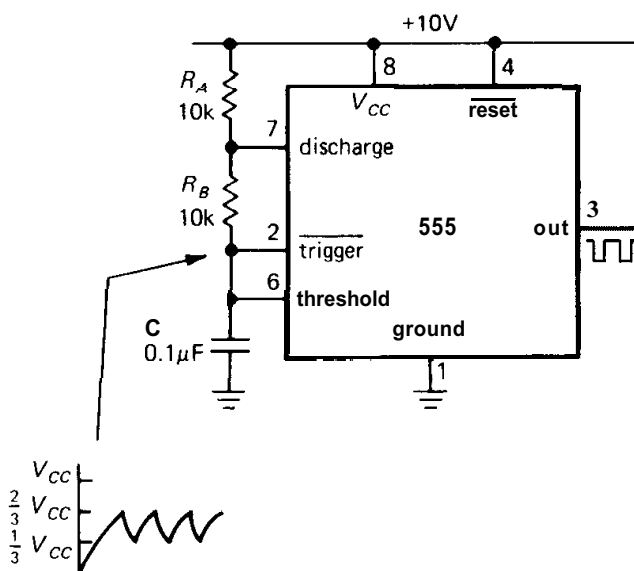 +10V
R_A
10k
8
4
V_CC
reset
7
discharge
R_B
10k
2
trigger
555
out
3
6
threshold
C
0.1μF
ground
1
V_CC
2/3 V_CC
1/3 V_CC